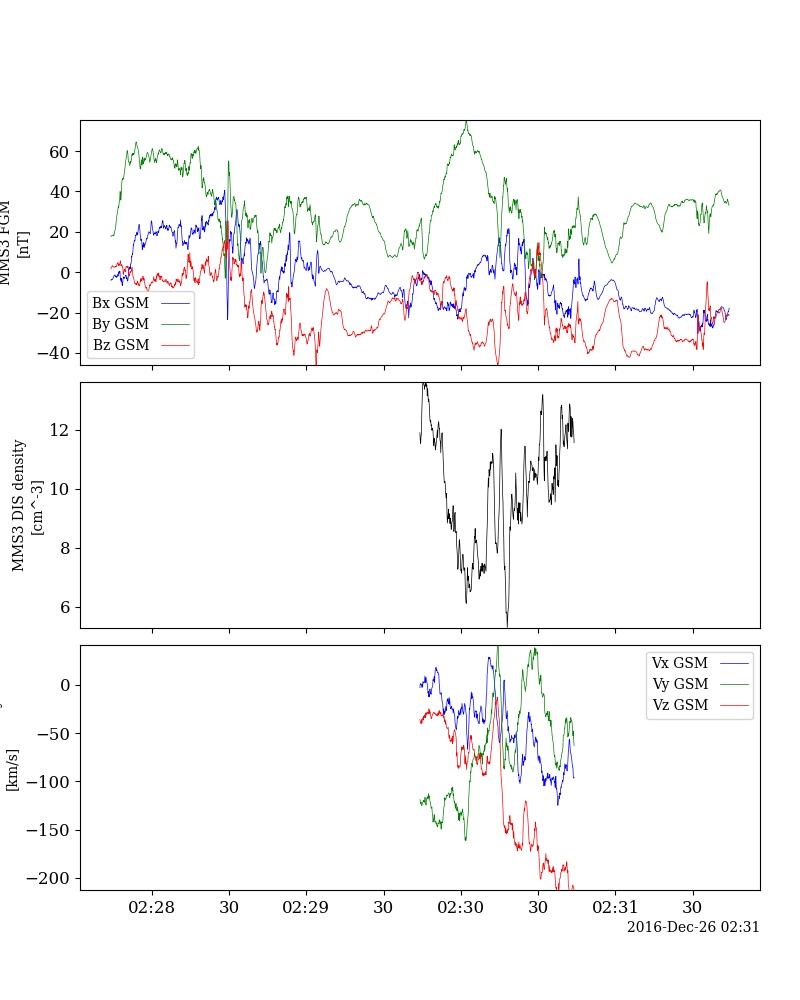 60
40
20
0
−20
−40
MMS3 FGM
[nT]
Bx GSM
By GSM
Bz GSM
12
10
8
6
MMS3 DIS density
[cm^-3]
0
−50
−100
−150
−200
[km/s]
Vx GSM
Vy GSM
Vz GSM
02:28 30 02:29 30 02:30 30 02:31 30
2016-Dec-26 02:31